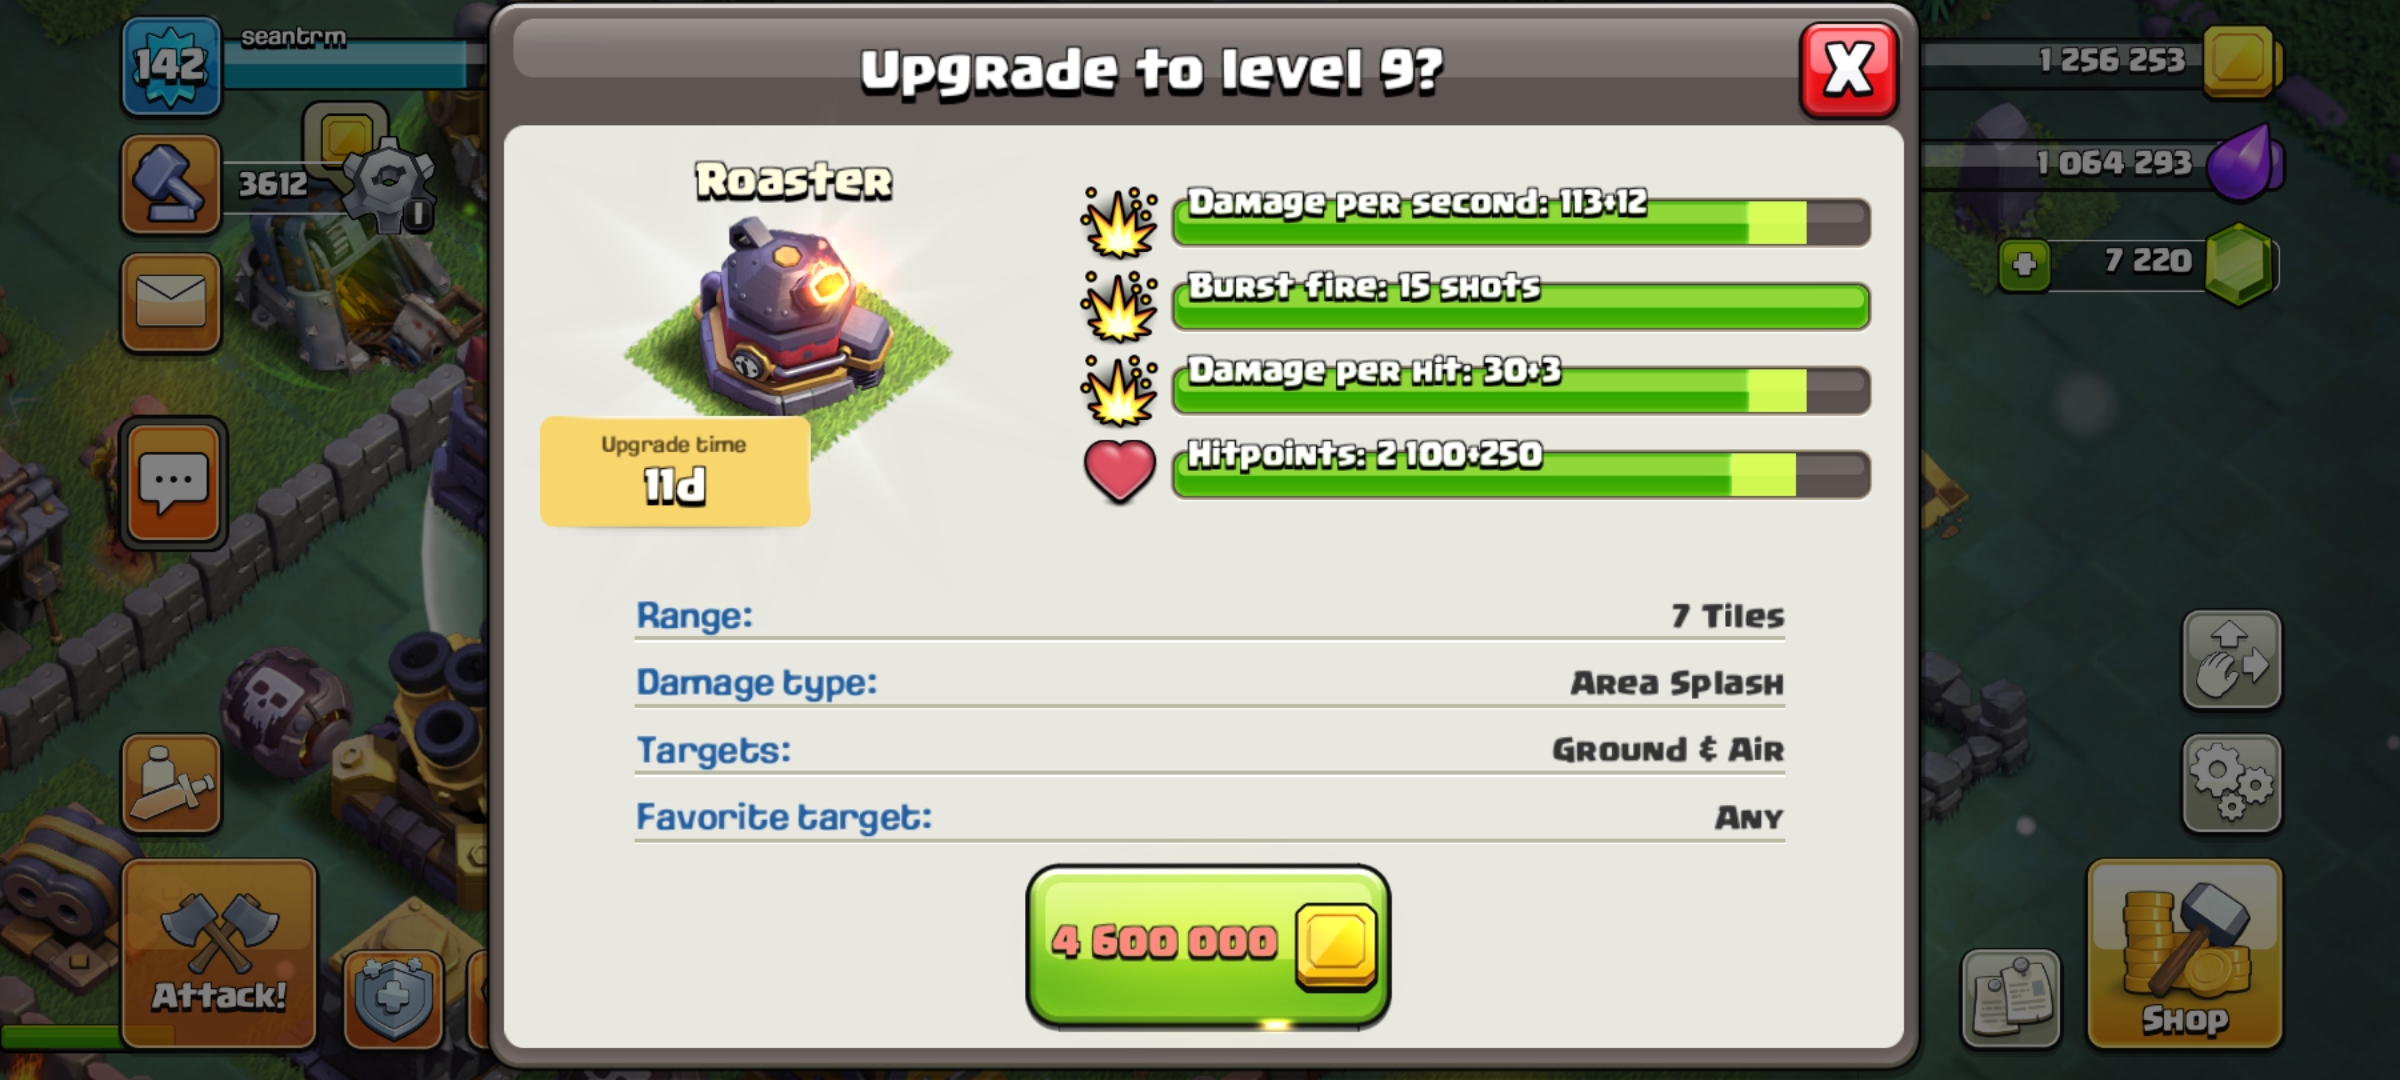 142
seantrm
3612
Upgrade to level 9?
X
1 256 253
1 064 293
7 220
Roaster
Damage per second: 113+12
Burst fire: 15 shots
Damage per hit: 30+3
Hitpoints: 2 100+250
Upgrade time
11d
Range: 7 Tiles
Damage type: Area Splash
Targets: Ground & Air
Favorite target: Any
4 600 000
Attack!
Shop